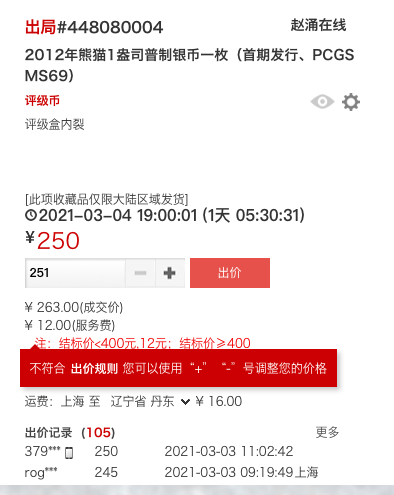 出局#448080004 赵涌在线
2012年熊猫1盎司普制银币一枚（首期发行、PCGS
MS69）
评级币
评级盒内裂
[此项收藏品仅限大陆区域发货]
2021-03-04 19:00:01 (1天 05:30:31)
¥250
251 - + 出价
¥ 263.00(成交价)
¥ 12.00(服务费)
注：结标价<400元,12元；结标价≥400
不符合 出价规则 您可以使用“+” “-”号调整您的价格
运费：上海 至 辽宁省 丹东 ¥ 16.00
出价记录 (105) 更多
379*** 250 2021-03-03 11:02:42
rog*** 245 2021-03-03 09:19:49上海